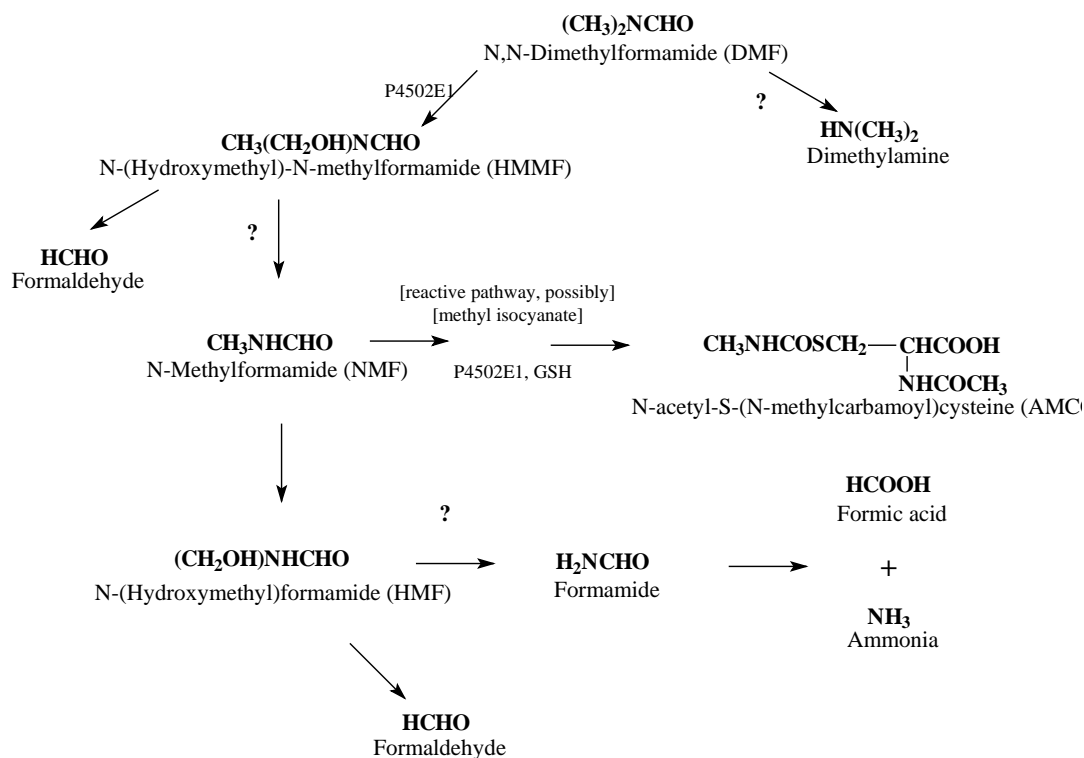 (CH3)2NCHO
N,N-Dimethylformamide (DMF)
P4502E1
?
HN(CH3)2
Dimethylamine
CH3(CH2OH)NCHO
N-(Hydroxymethyl)-N-methylformamide (HMMF)
?
HCHO
Formaldehyde
[reactive pathway, possibly]
[methyl isocyanate]
CH3NHCHO
N-Methylformamide (NMF)
P4502E1, GSH
CH3NHCOSCH2
CHCOOH
NHCOCH3
N-acetyl-S-(N-methylcarbamoyl)cysteine (AMC
HCOOH
Formic acid
?
(CH2OH)NHCHO
N-(Hydroxymethyl)formamide (HMF)
H2NCHO
Formamide
+
NH3
Ammonia
HCHO
Formaldehyde